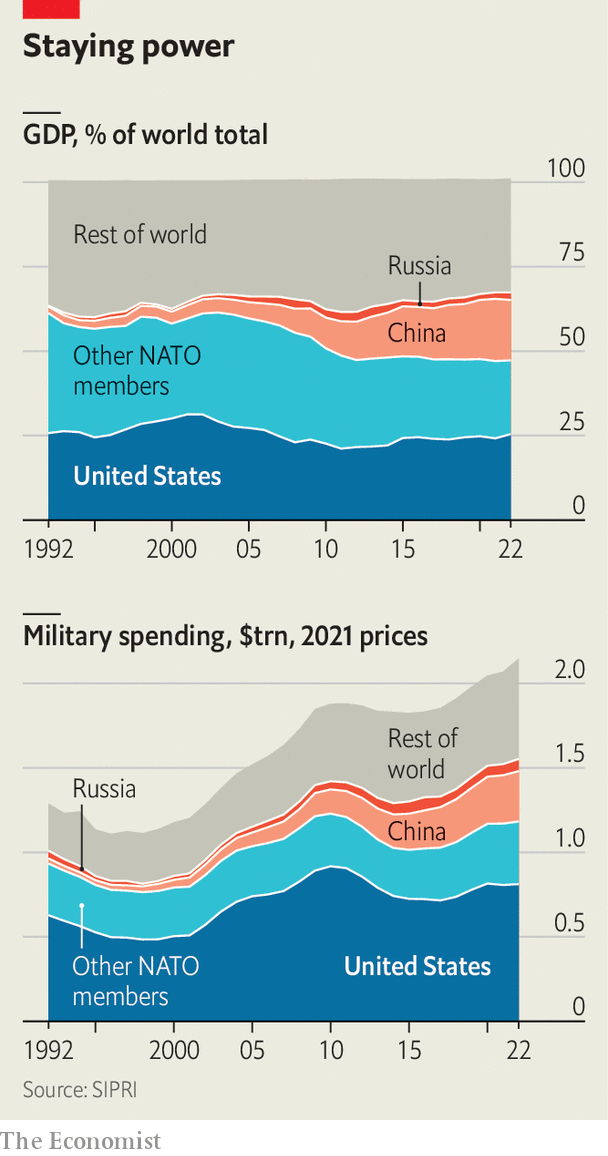 Staying power
GDP, % of world total
100
Rest of world
75
Russia
China
50
Other NATO
members
25
United States
0
1992
2000
05
10
15
22
Military spending, $trn, 2021 prices
2.0
Rest of
world
1.5
Russia
China
1.0
0.5
Other NATO
members
United States
0
1992
2000
05
10
15
22
Source: SIPRI
The Economist